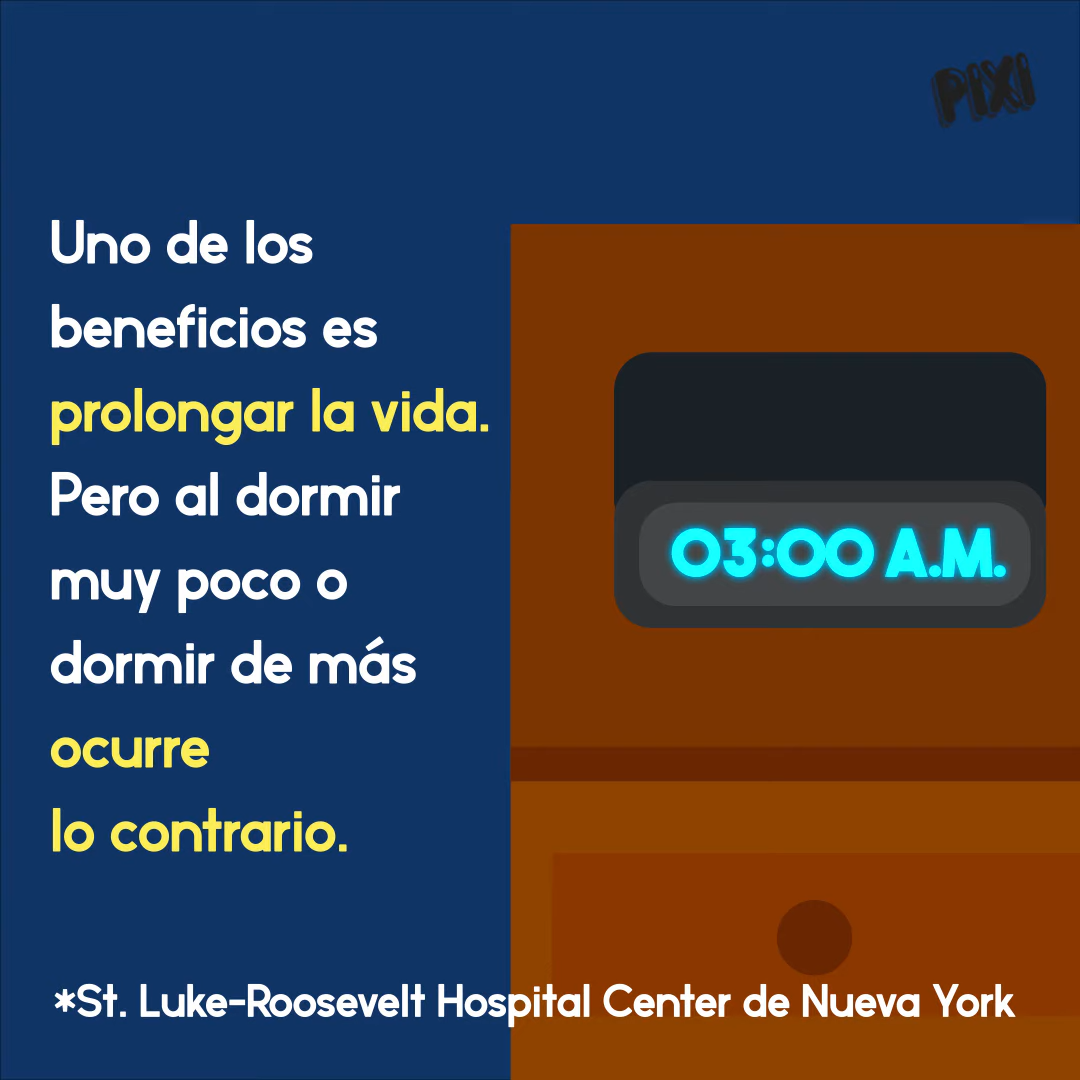 PIXI
Uno de los
beneficios es
prolongar la vida.
Pero al dormir
muy poco o
dormir de más
ocurre
lo contrario.
03:00 A.M.
*St. Luke-Roosevelt Hospital Center de Nueva York